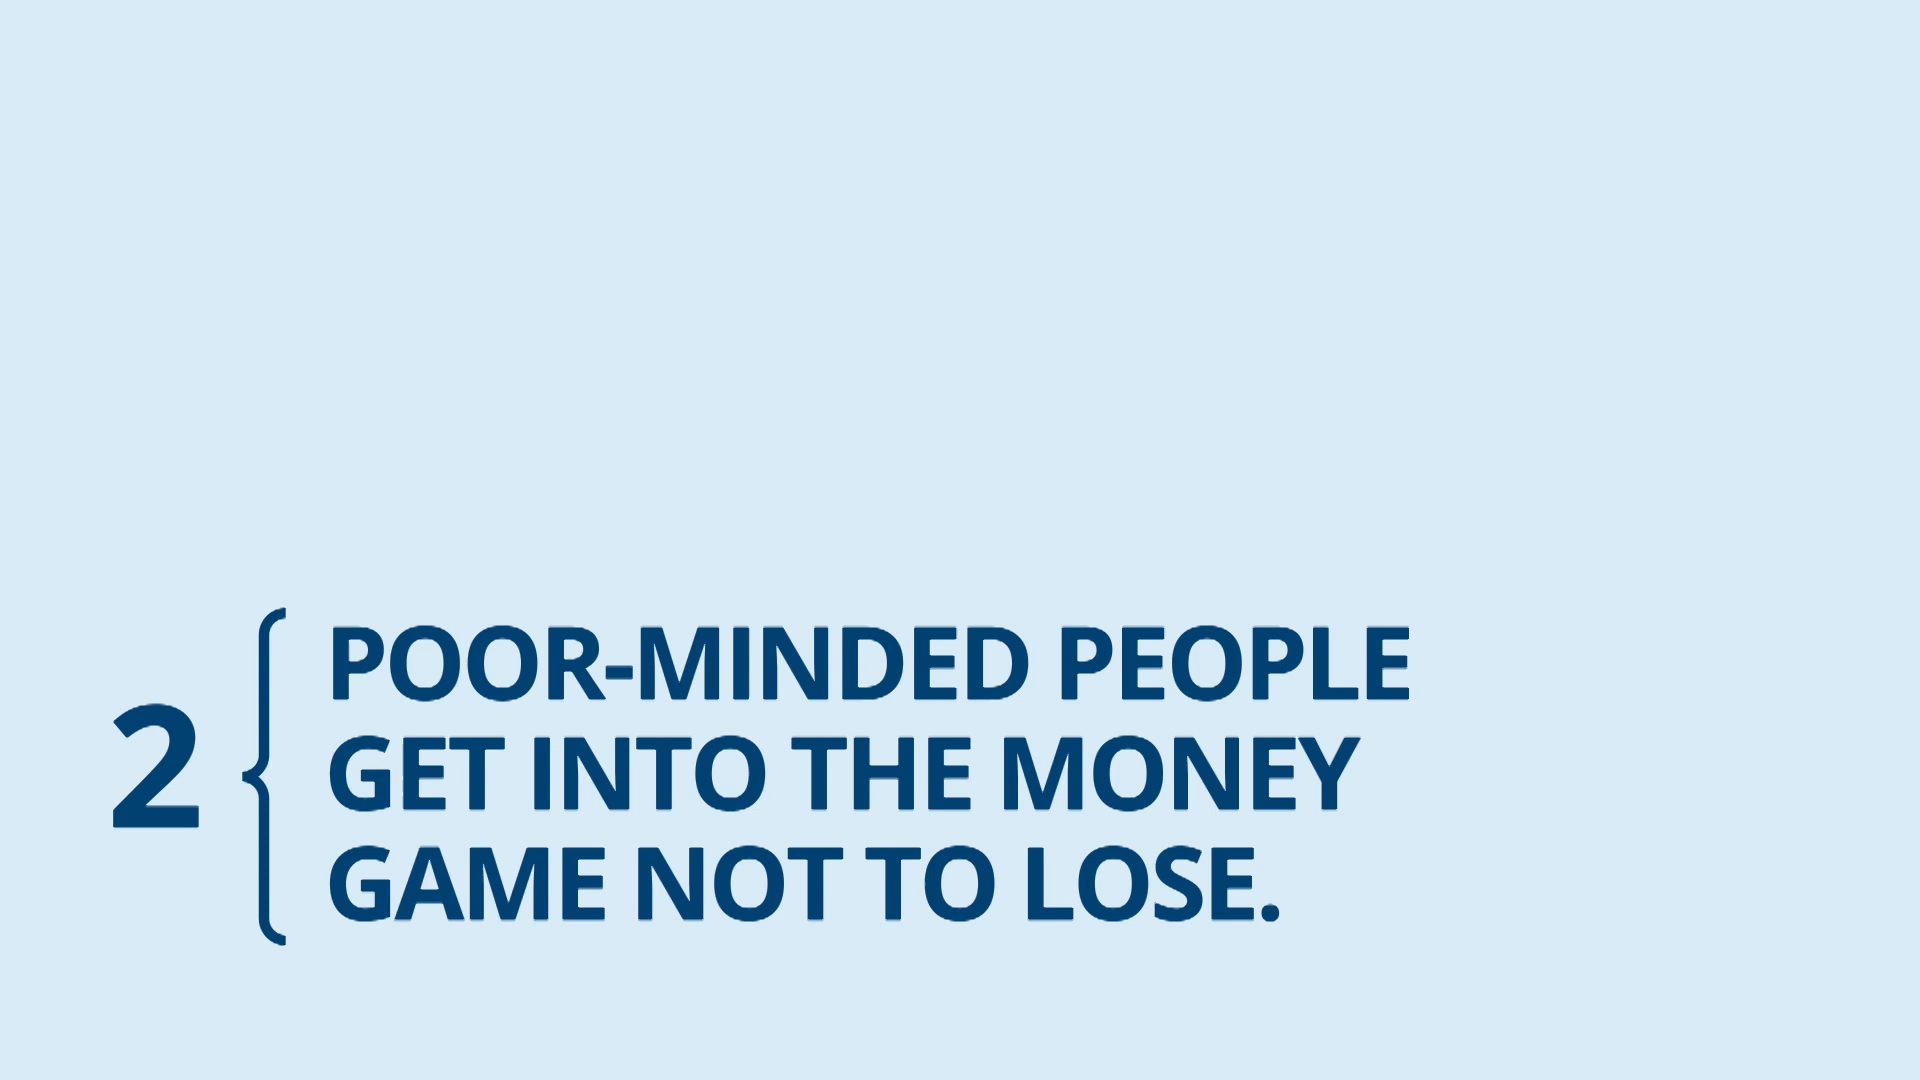 2
POOR-MINDED PEOPLE
GET INTO THE MONEY
GAME NOT TO LOSE.